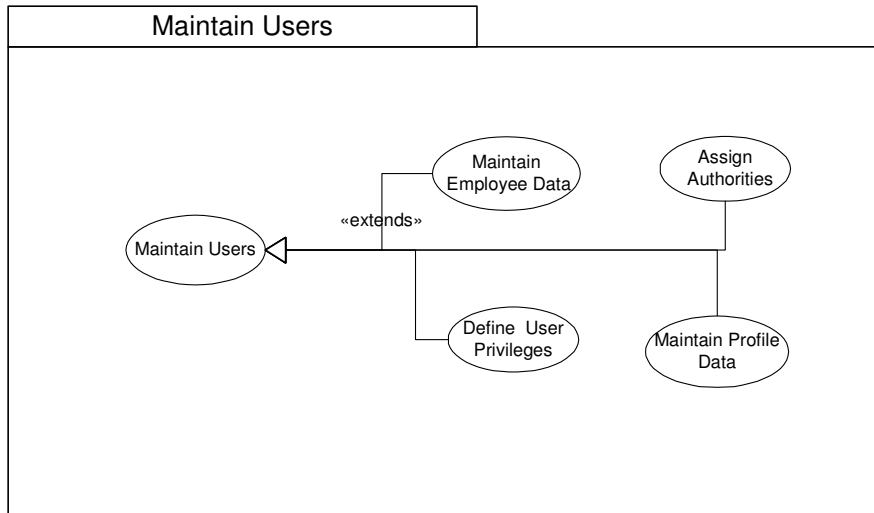 Maintain Users
Maintain
Employee Data
Assign
Authorities
«extends»
Maintain Users
Define  User
Privileges
Maintain Profile
Data